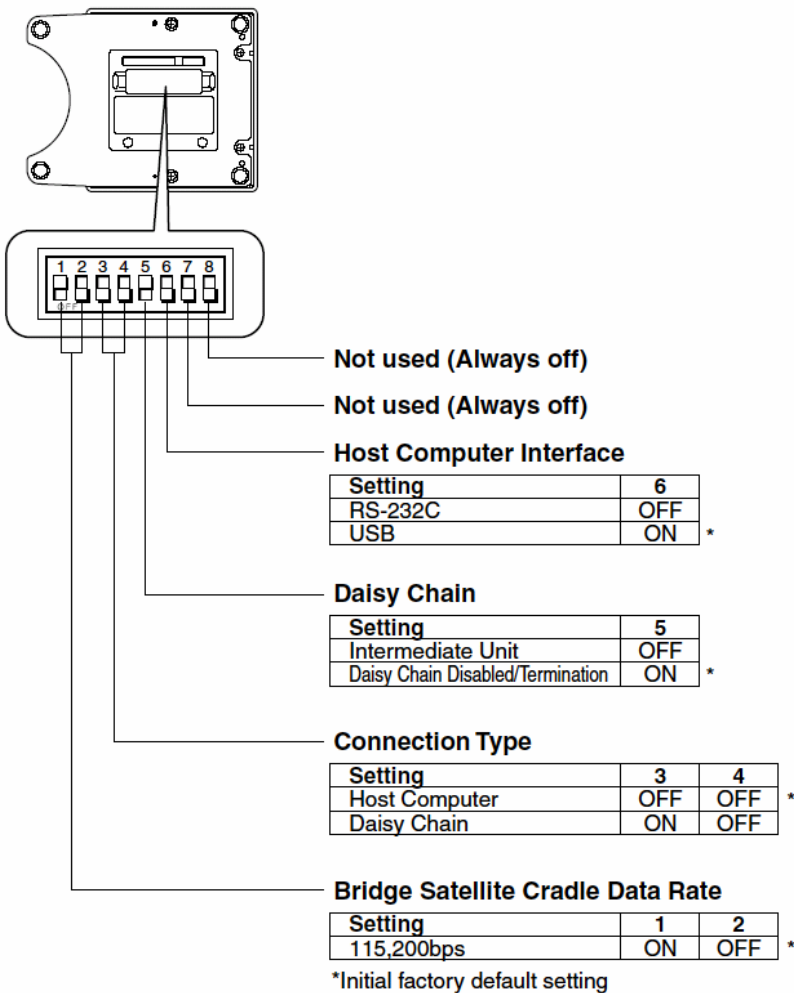 1 2 3 4 5 6 7 8
OFF
Not used (Always off)
Not used (Always off)
Host Computer Interface
Setting 6
RS-232C OFF
USB ON *
Daisy Chain
Setting 5
Intermediate Unit OFF
Daisy Chain Disabled/Termination ON *
Connection Type
Setting 3 4
Host Computer OFF OFF *
Daisy Chain ON OFF
Bridge Satellite Cradle Data Rate
Setting 1 2
115,200bps ON OFF *
*Initial factory default setting